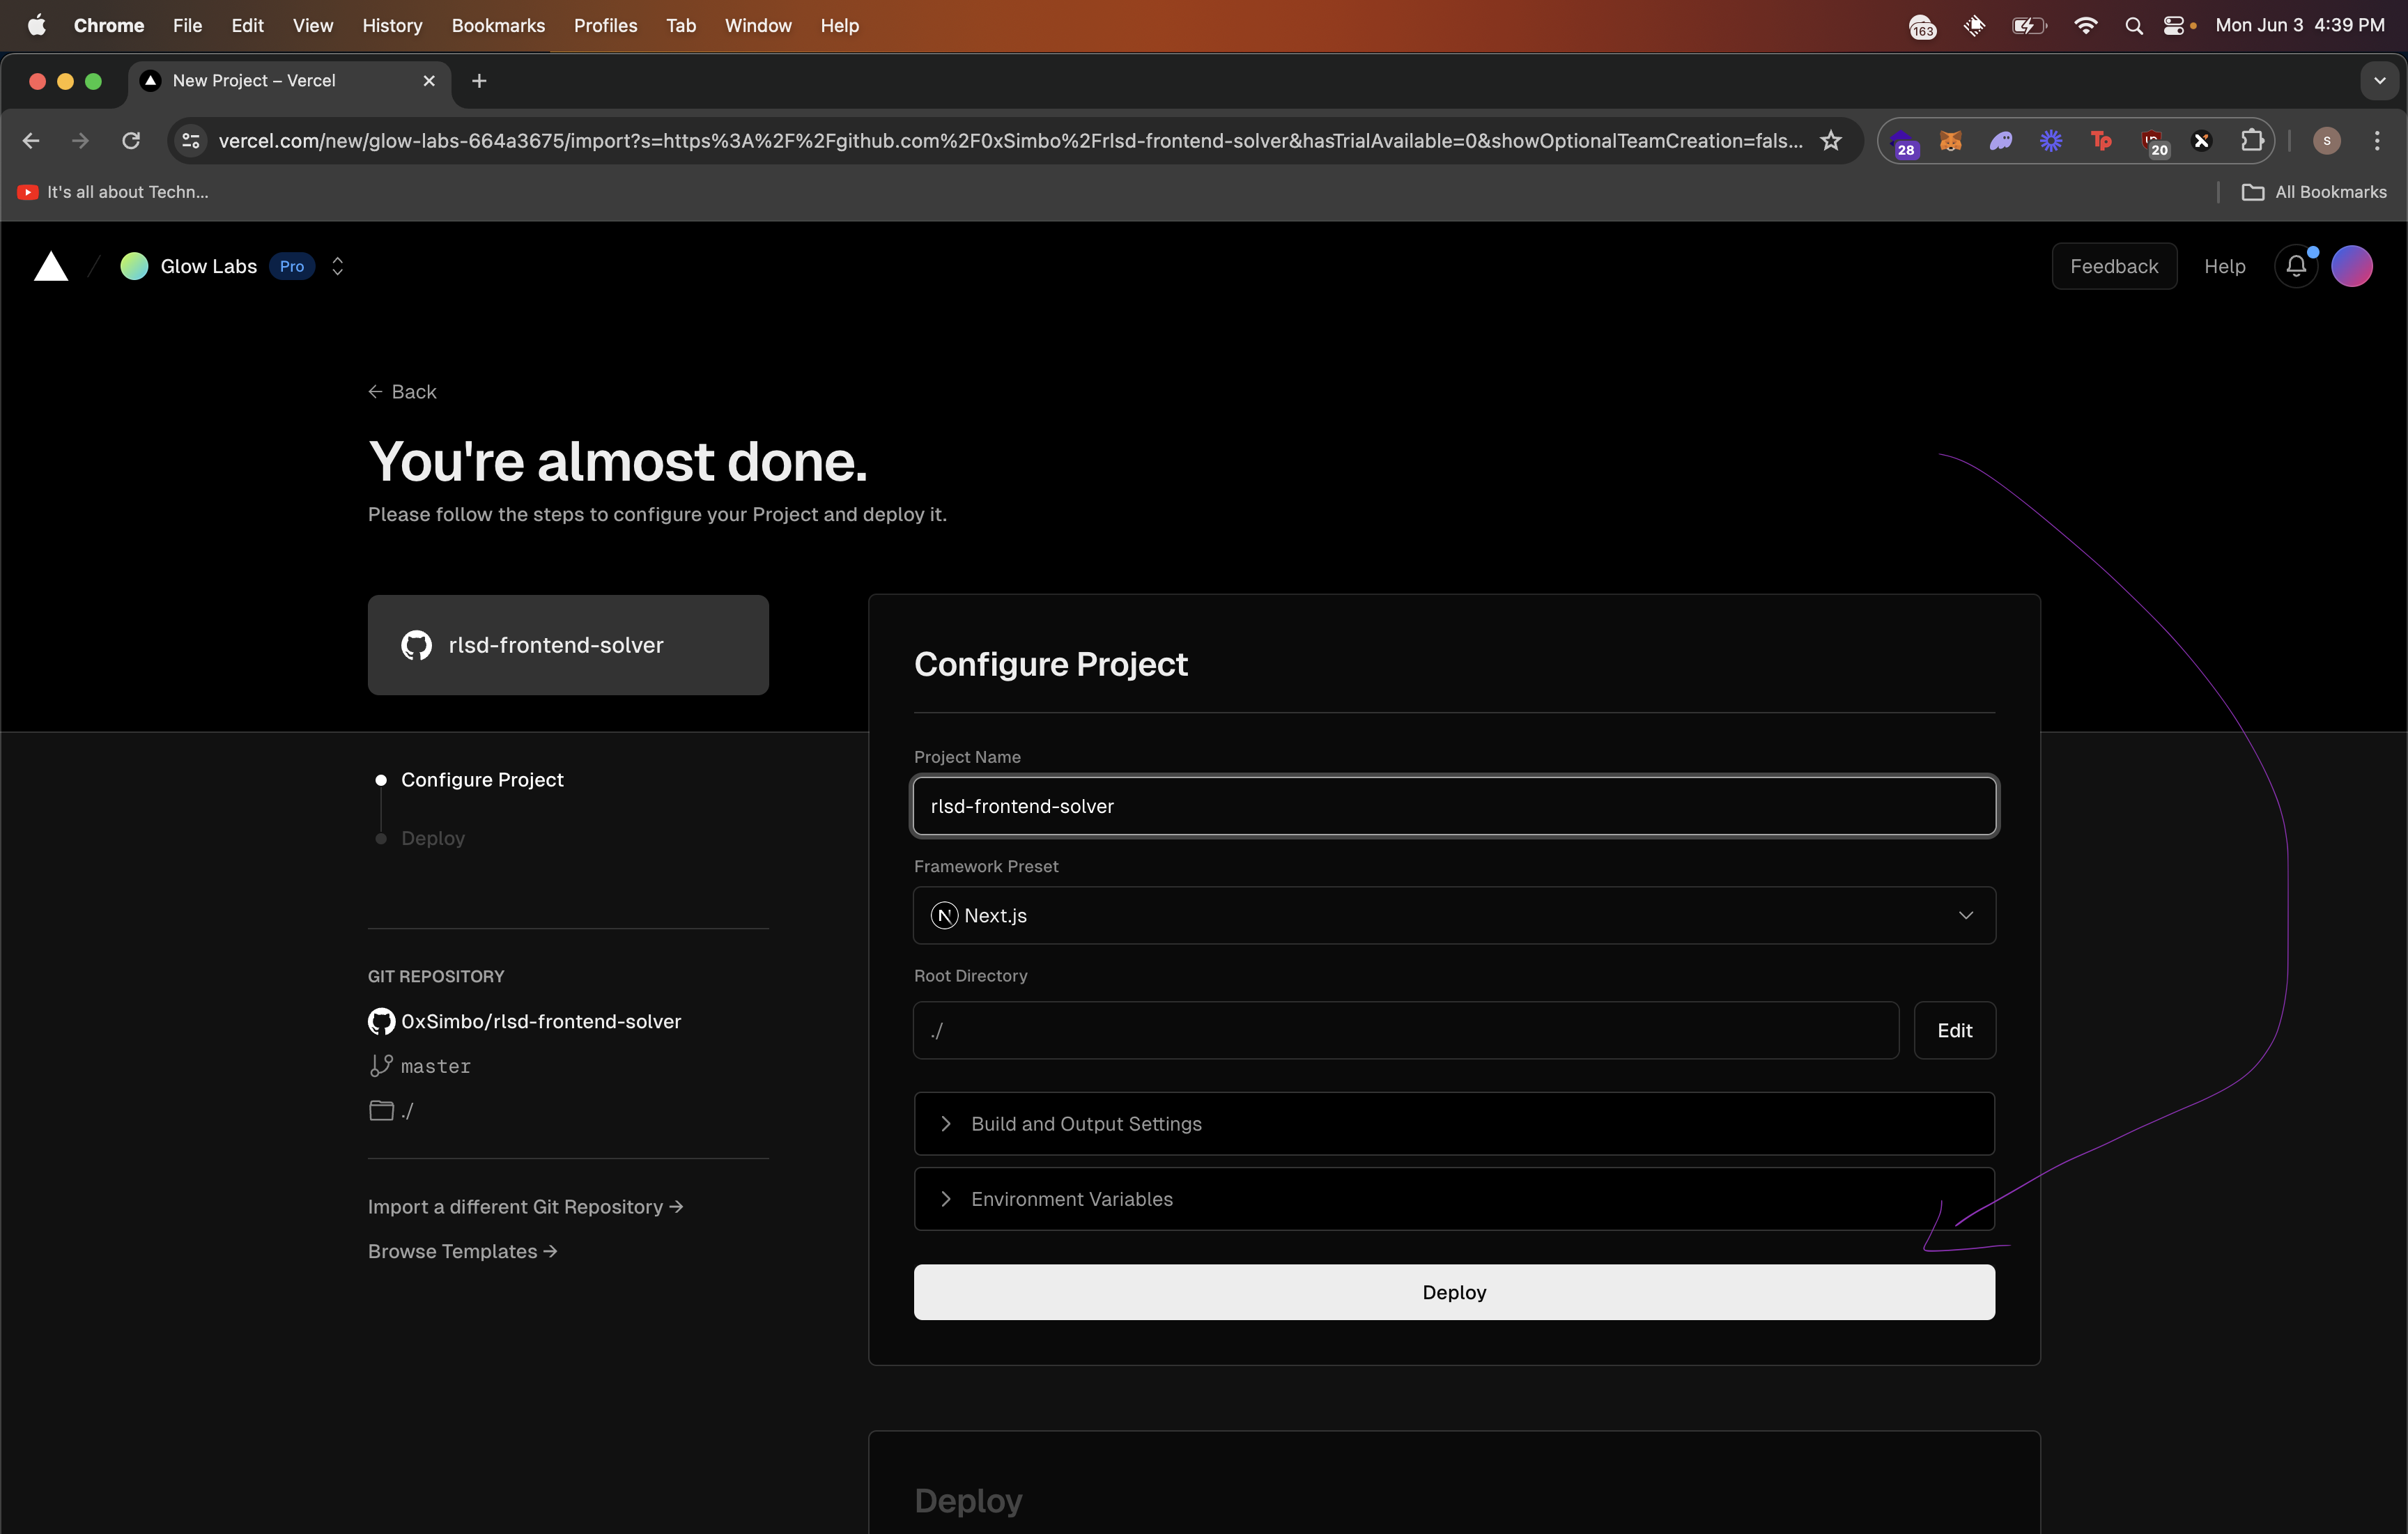 Chrome File Edit View History Bookmarks Profiles Tab Window Help 163 Mon Jun 3 4:39 PM
New Project – Vercel
vercel.com/new/glow-labs-664a3675/import?s=https%3A%2F%2Fgithub.com%2F0xSimbo%2Frlsd-frontend-solver&hasTrialAvailable=0&showOptionalTeamCreation=fals... 28 Tp 20 S
It's all about Techn... All Bookmarks
Glow Labs Pro Feedback Help
← Back
You're almost done.
Please follow the steps to configure your Project and deploy it.
rlsd-frontend-solver
Configure Project
Deploy
GIT REPOSITORY
0xSimbo/rlsd-frontend-solver
master
./
Import a different Git Repository →
Browse Templates →
Configure Project
Project Name
rlsd-frontend-solver
Framework Preset
N Next.js
Root Directory
./ Edit
Build and Output Settings
Environment Variables
Deploy
Deploy